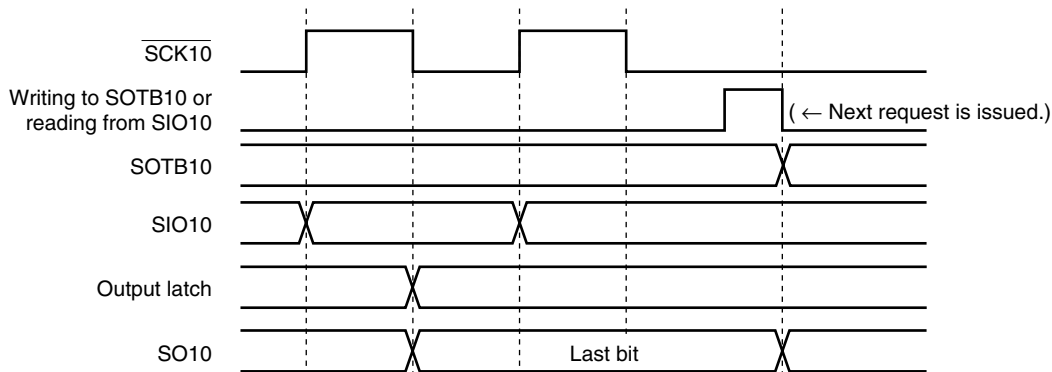 SCK10
Writing to SOTB10 or
reading from SIO10
( ← Next request is issued.)
SOTB10
SIO10
Output latch
SO10
Last bit